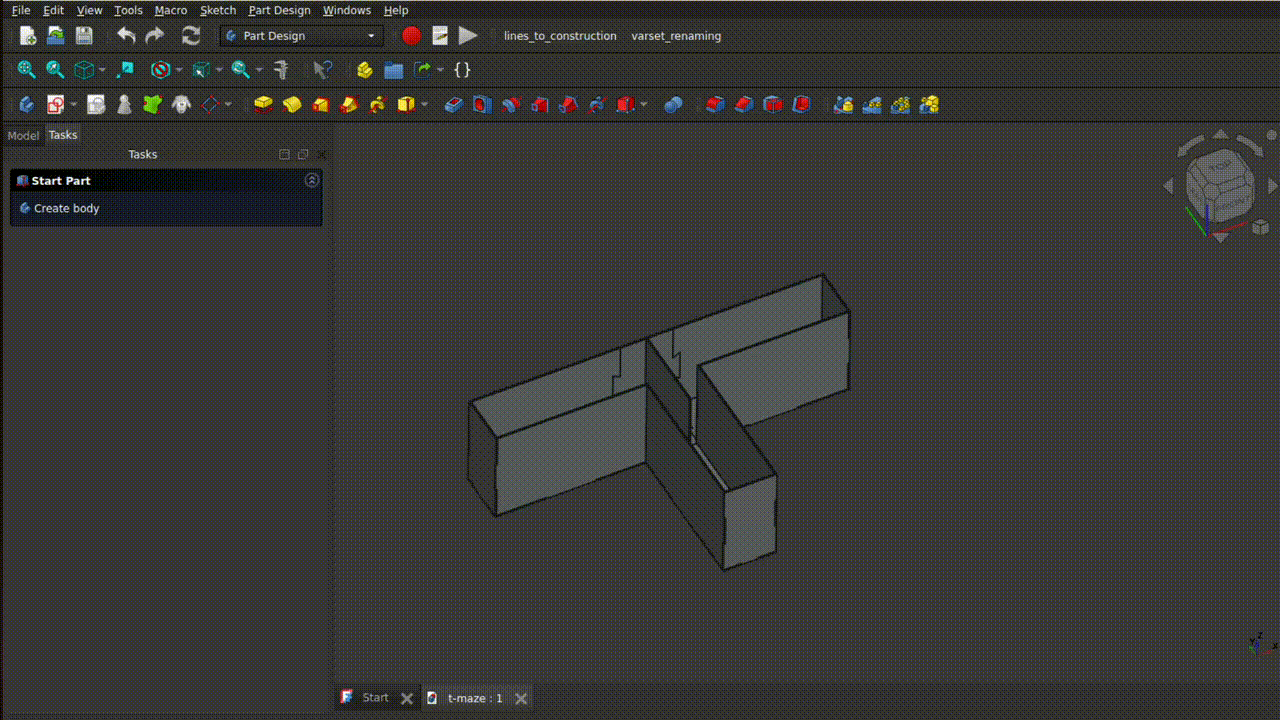 File Edit View Tools Macro Sketch Part Design Windows Help
Part Design lines_to_construction varset_renaming
{}
Model Tasks
Tasks
Start Part
Create body
Start t-maze : 1